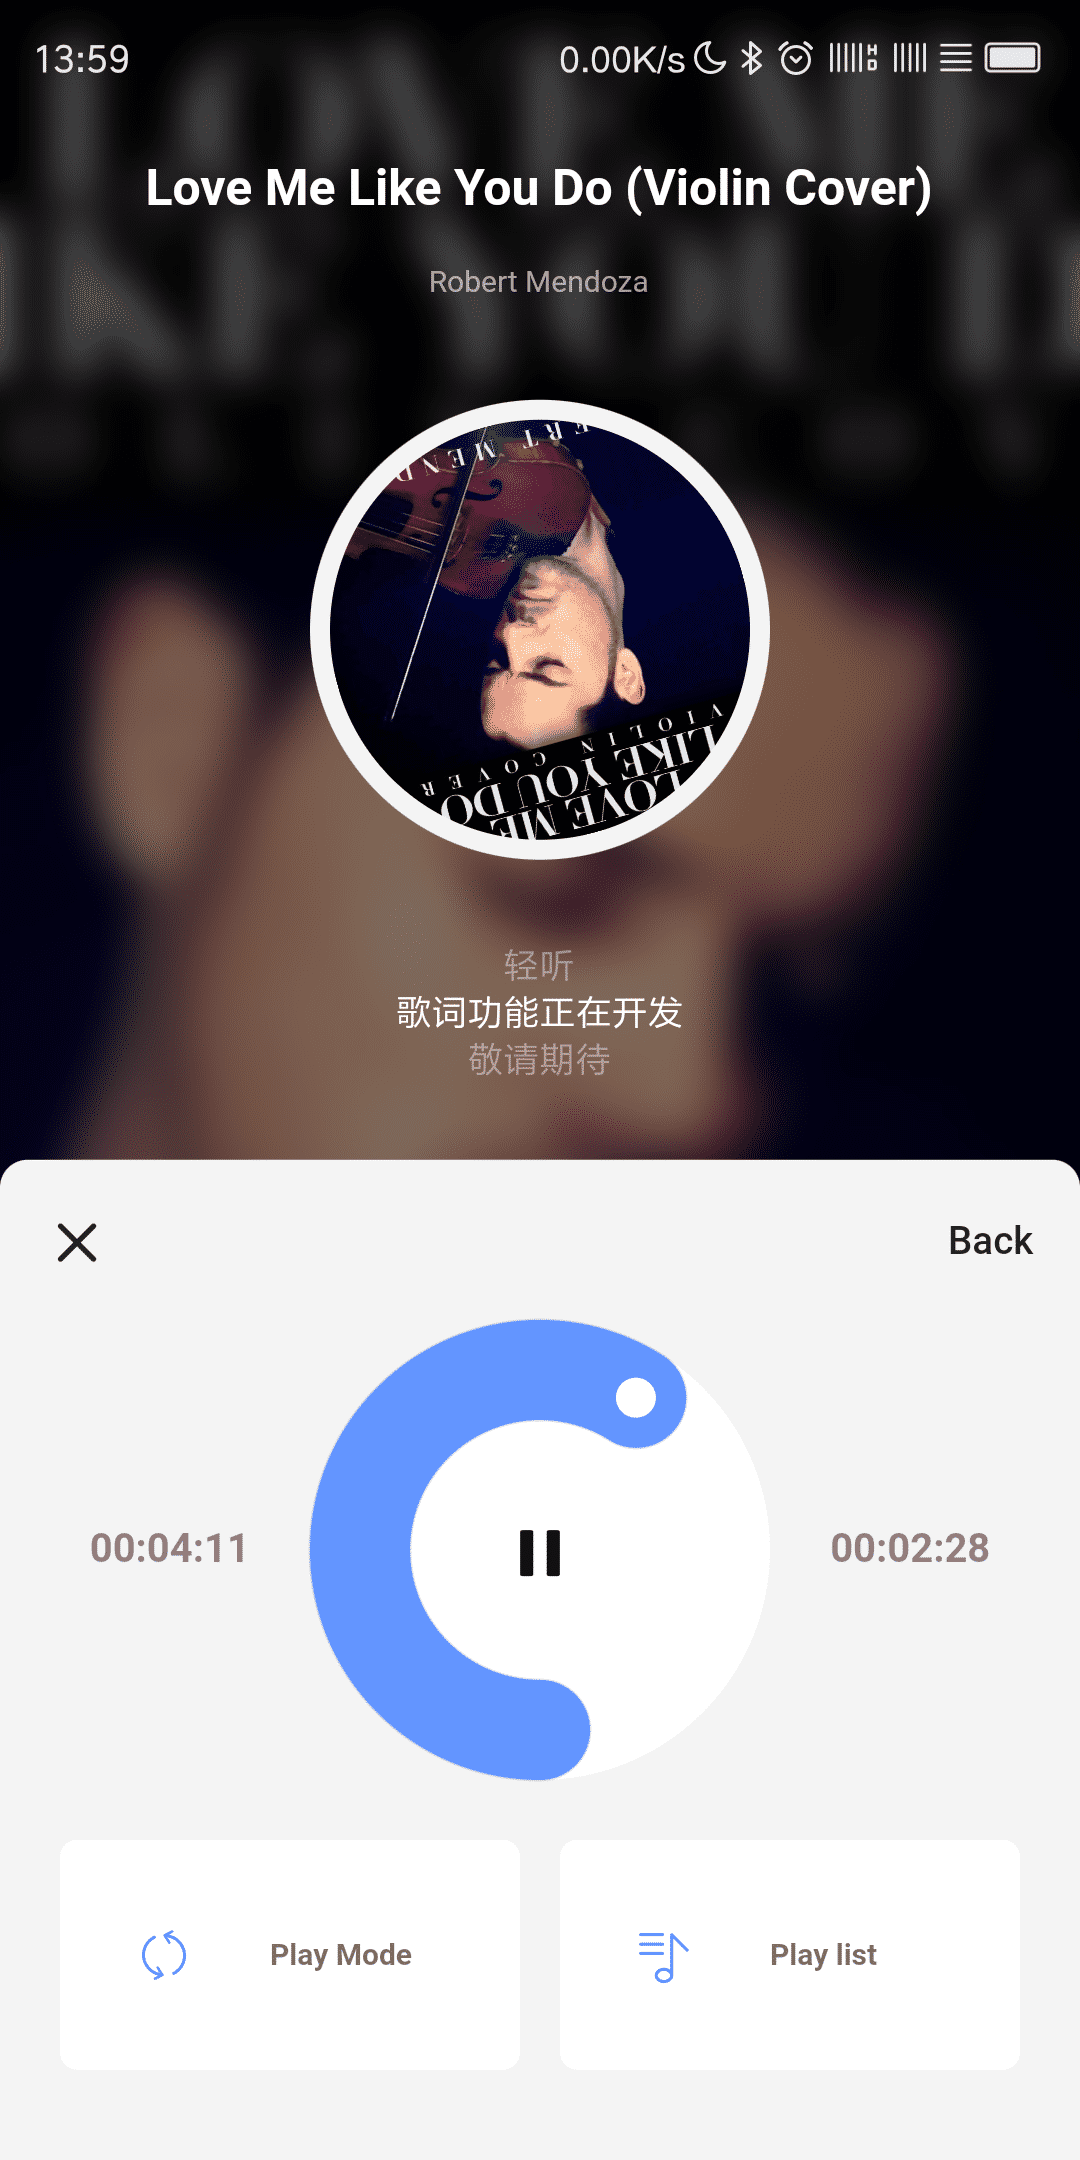 13:59 0.00K/s HD
Love Me Like You Do (Violin Cover)
Robert Mendoza
ERT MEND
VIOLIN COVER
LOVE ME
LIKE YOU DO
轻听
歌词功能正在开发
敬请期待
Back
00:04:11
00:02:28
Play Mode
Play list